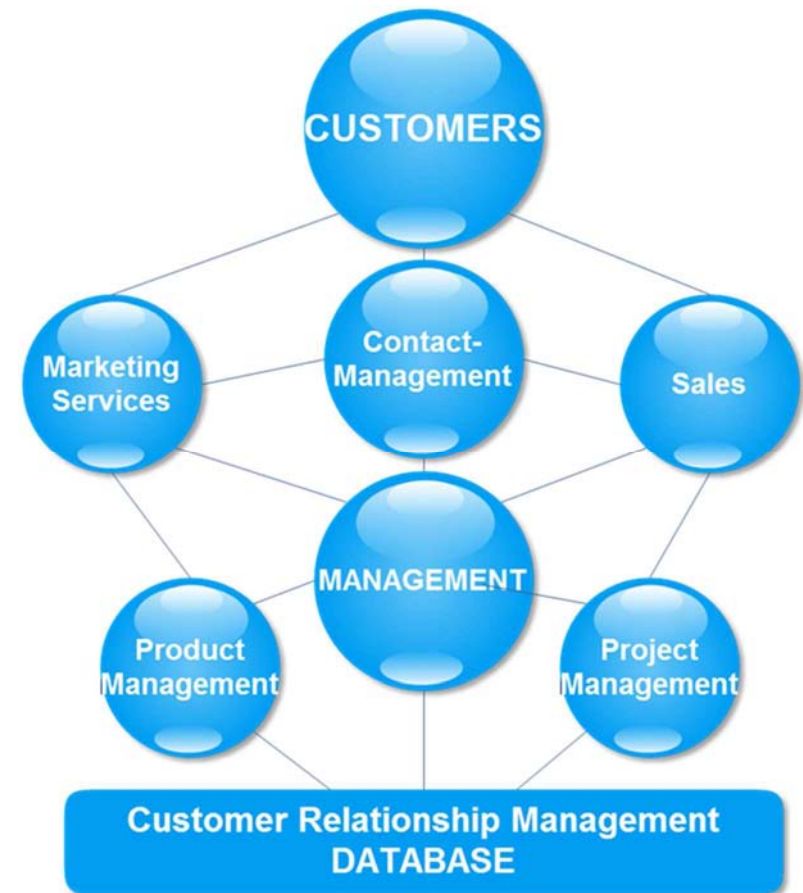 CUSTOMERS
Marketing
Services
Contact-
Management
Sales
MANAGEMENT
Product
Management
Project
Management
Customer Relationship Management
DATABASE